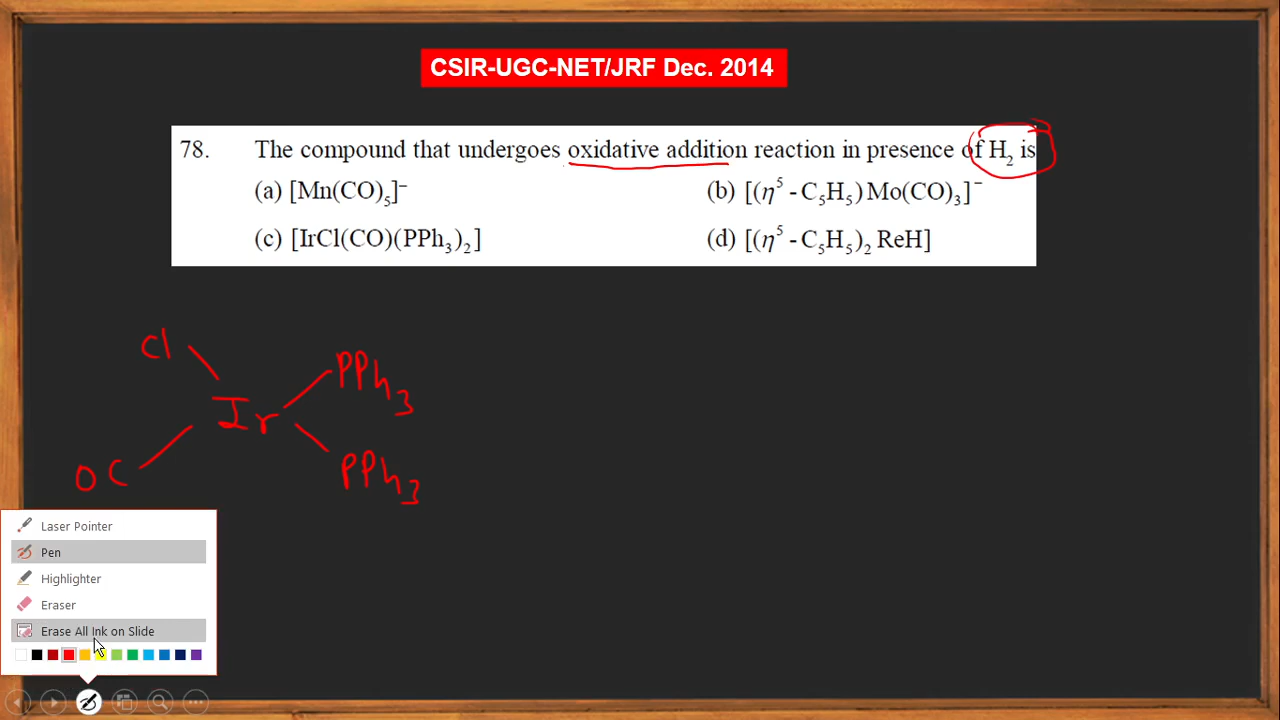 CSIR-UGC-NET/JRF Dec. 2014
78. The compound that undergoes oxidative addition reaction in presence of H₂ is
(a) [Mn(CO)₅]⁻ (b) [(η⁵ - C₅H₅) Mo(CO)₃]⁻
(c) [IrCl(CO)(PPh₃)₂] (d) [(η⁵ - C₅H₅)₂ ReH]
Cl
PPh₃
Ir
OC
PPh₃
Laser Pointer
Pen
Highlighter
Eraser
Erase All Ink on Slide